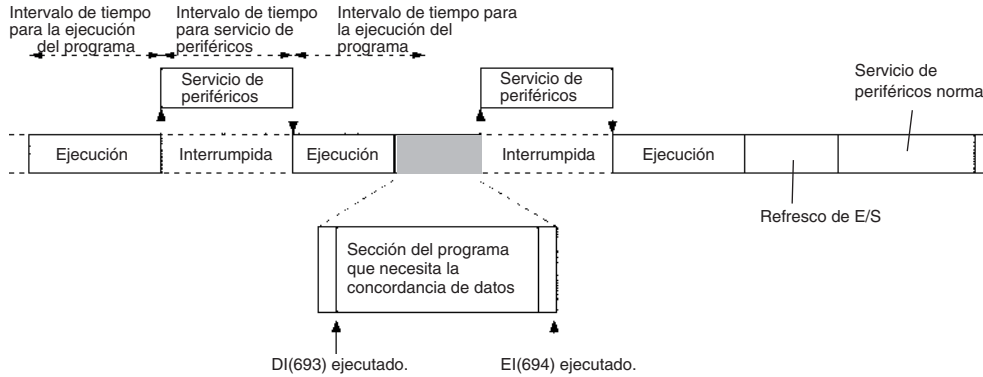 Intervalo de tiempo
para la ejecución
del programa
Intervalo de tiempo
para servicio de
periféricos
Intervalo de tiempo para
la ejecución del
programa
Servicio de
periféricos
Servicio de
periféricos
Servicio de
periféricos norma
Ejecución
Interrumpida
Ejecución
Interrumpida
Ejecución
Refresco de E/S
Sección del programa
que necesita la
concordancia de datos
DI(693) ejecutado.
EI(694) ejecutado.